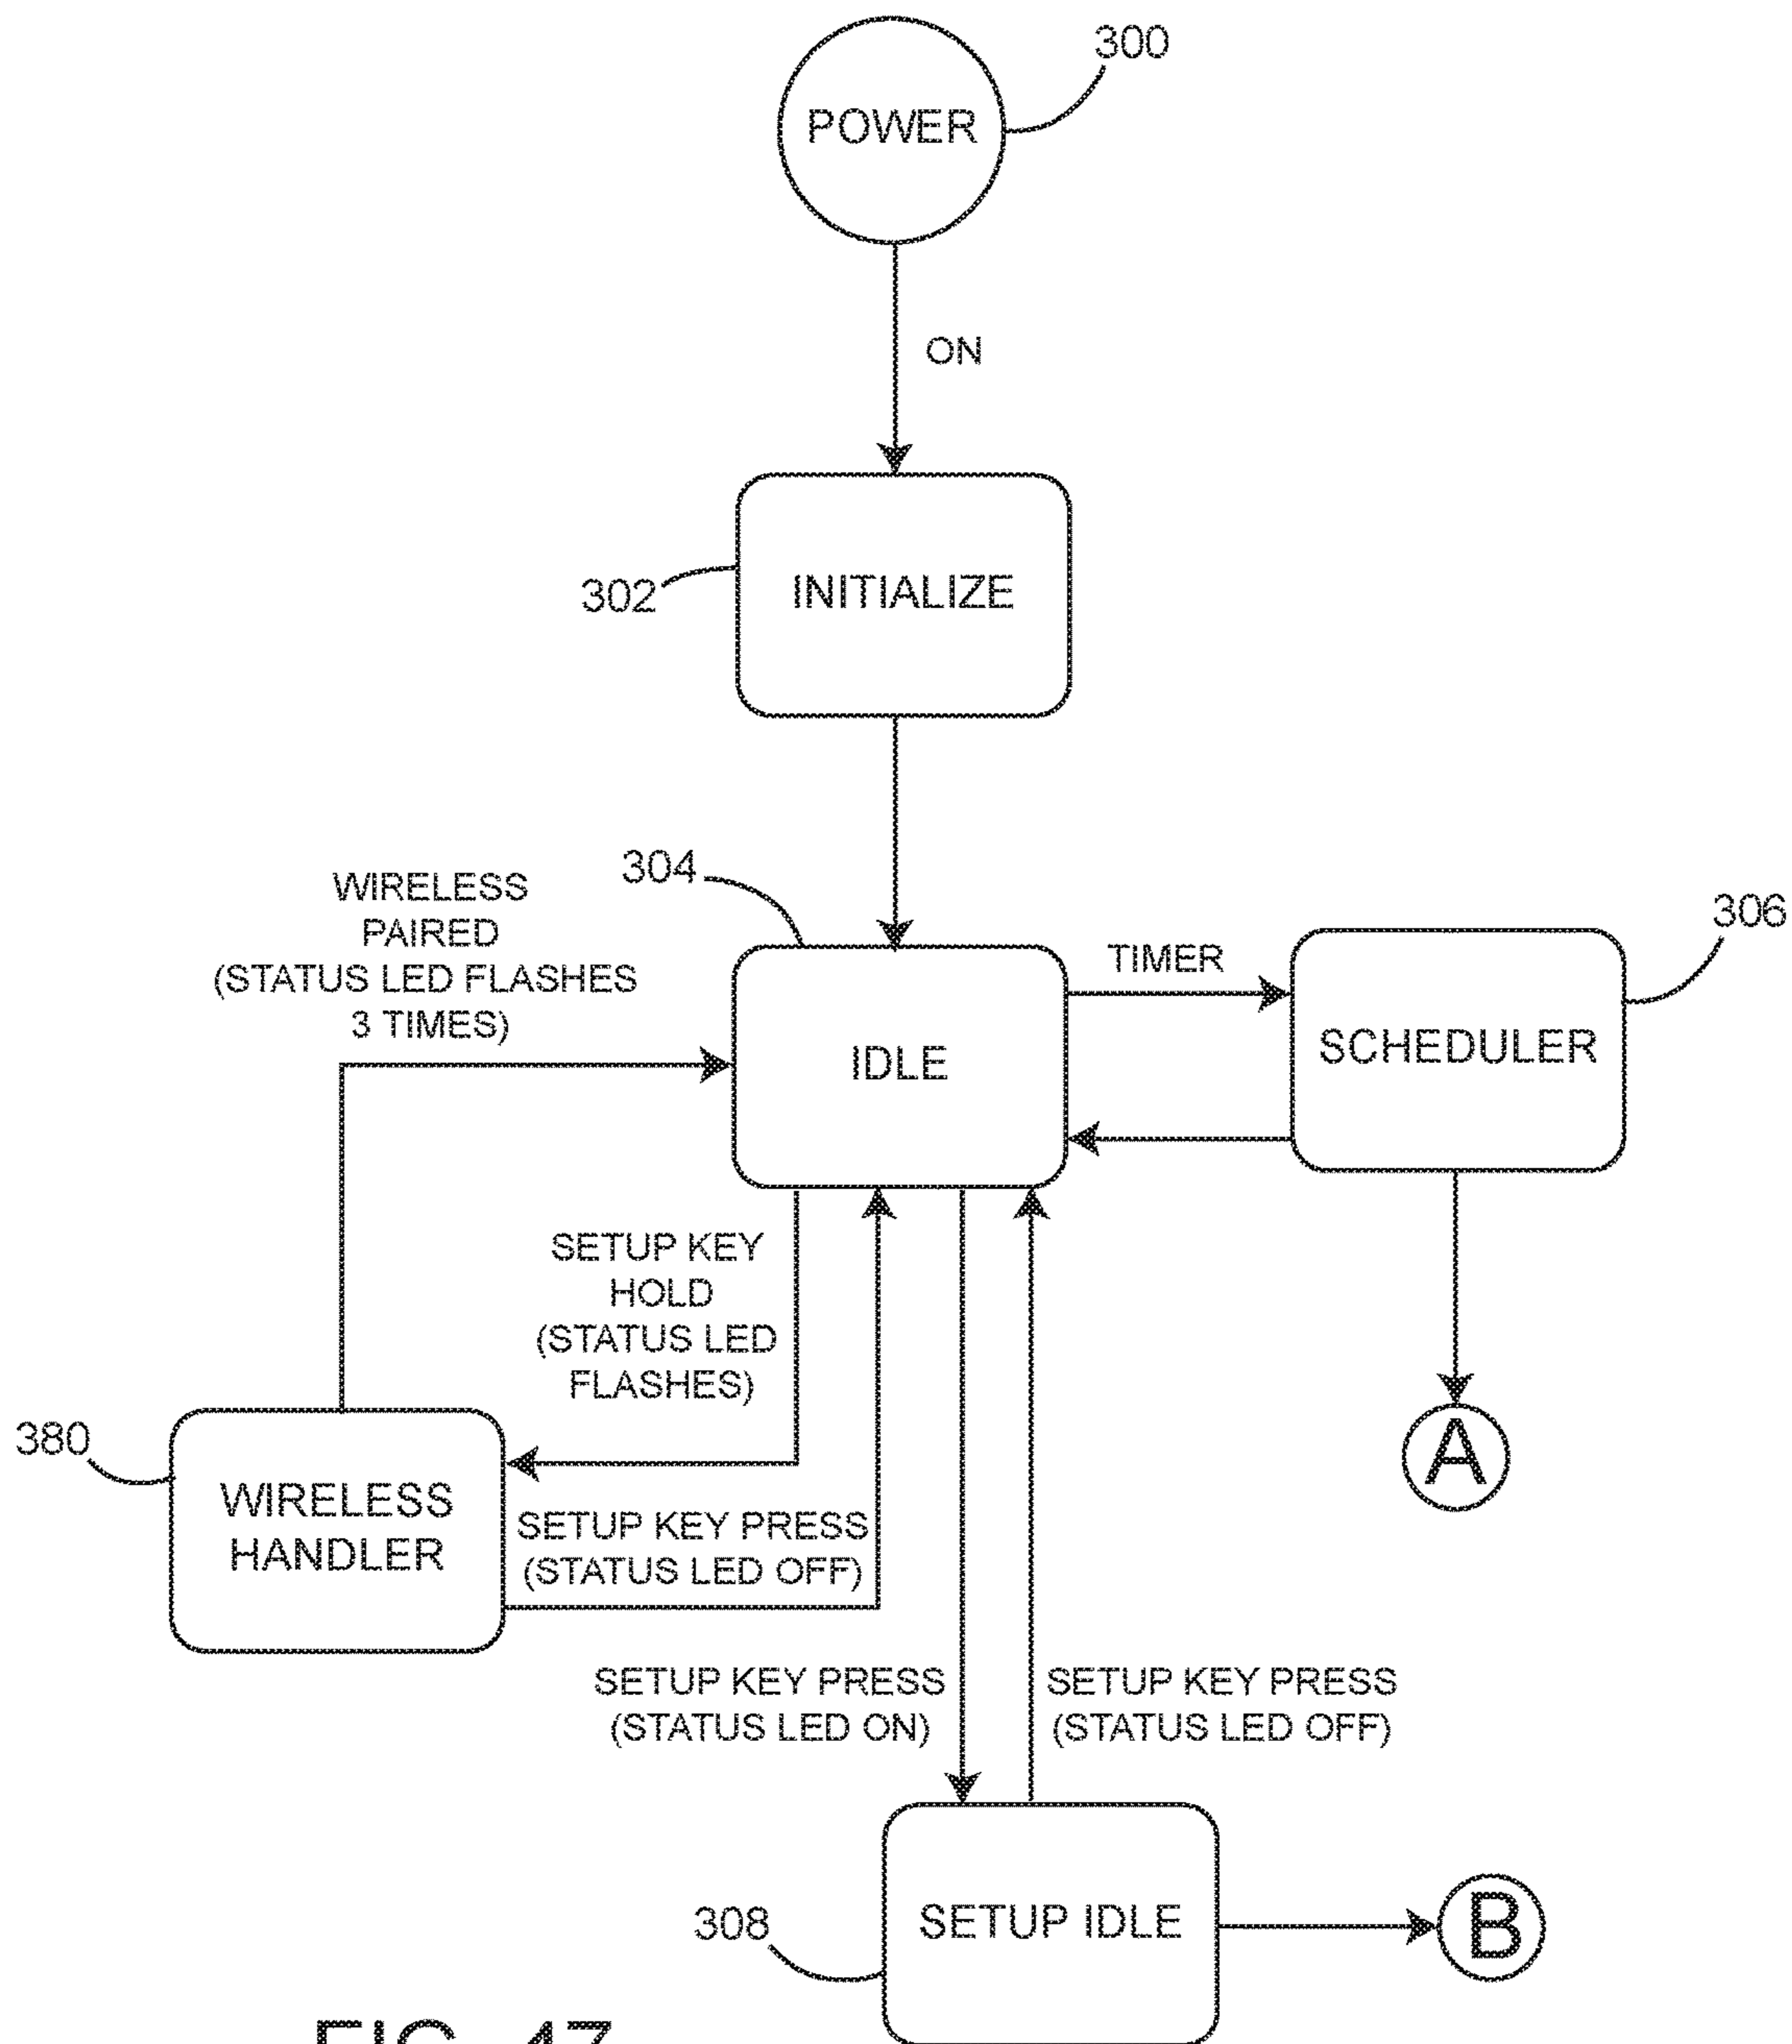 300
POWER
ON
302
INITIALIZE
304
WIRELESS
PAIRED
(STATUS LED FLASHES
3 TIMES)
306
TIMER
IDLE
SCHEDULER
SETUP KEY
HOLD
(STATUS LED
FLASHES)
380
A
WIRELESS
HANDLER
SETUP KEY PRESS
(STATUS LED OFF)
SETUP KEY PRESS
(STATUS LED ON)
SETUP KEY PRESS
(STATUS LED OFF)
308
SETUP IDLE
B
FIG. 47